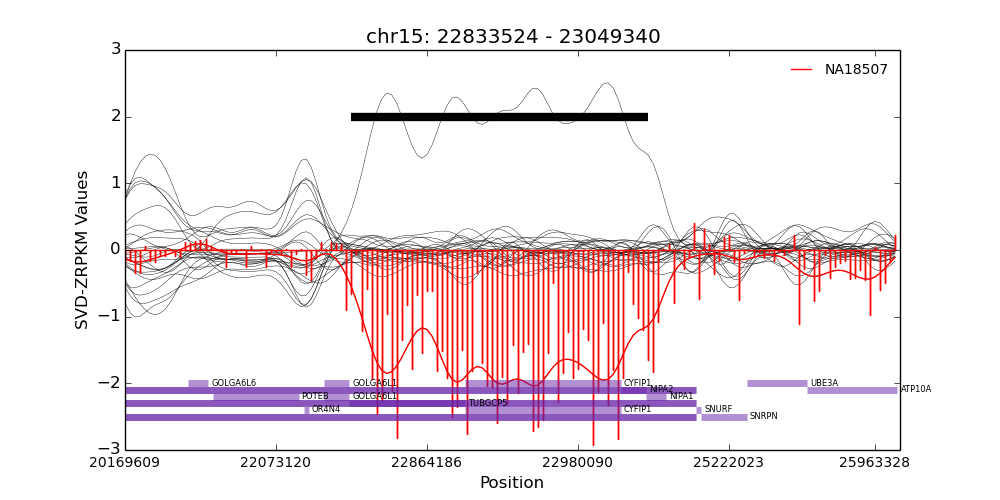 chr15: 22833524 - 23049340
NA18507
SVD-ZRPKM Values
3
2
1
0
−1
−2
−3
GOLGA6L6
GOLGA6L1
CYFIP1
UBE3A
NIPA2
ATP10A
POTEB
GOLGA6L1
NIPA1
TUBGCP5
OR4N4
CYFIP1
SNURF
SNRPN
20169609
22073120
22864186
22980090
25222023
25963328
Position